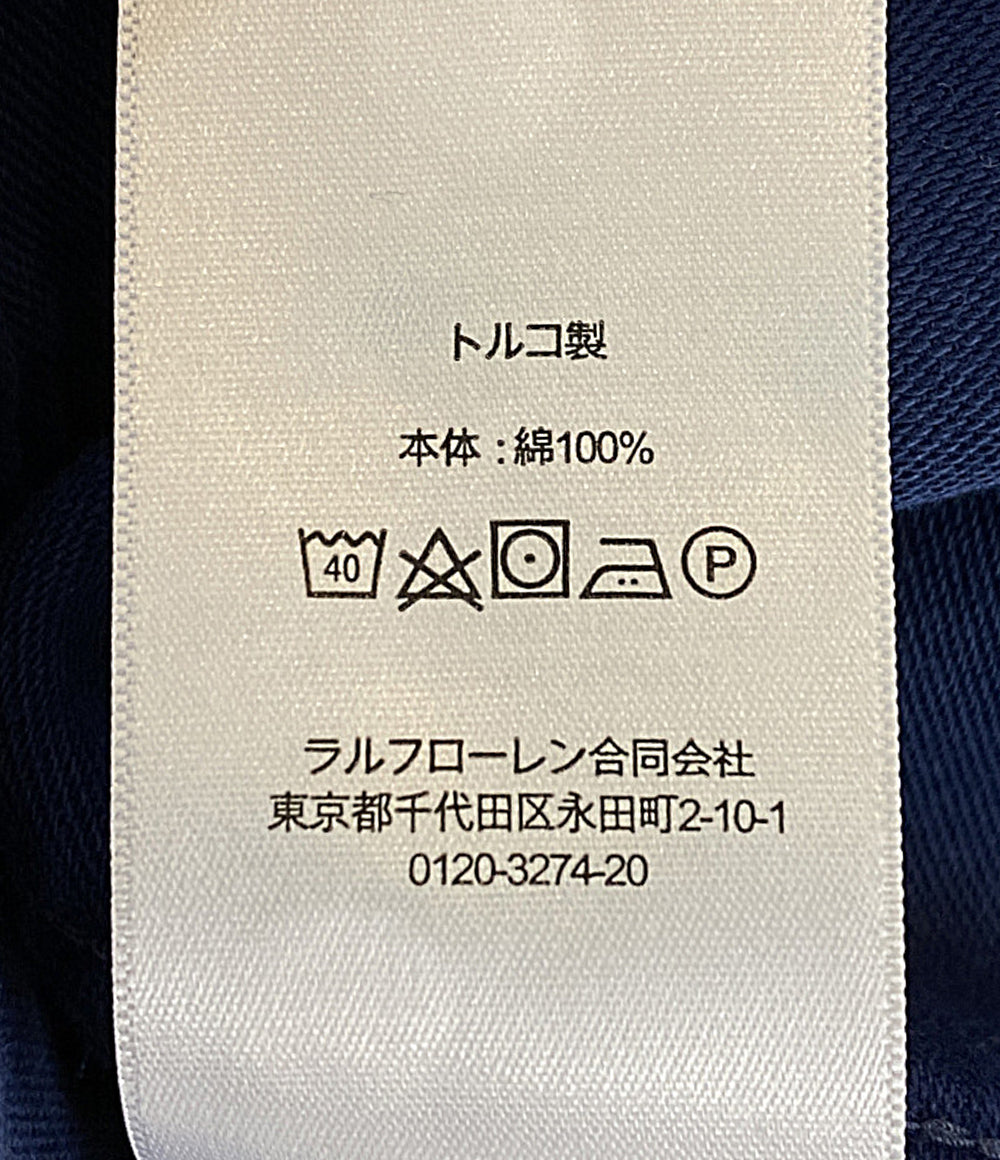 トルコ製
本体 : 綿100%
40 P
ラルフローレン合同会社
東京都千代田区永田町2-10-1
0120-3274-20